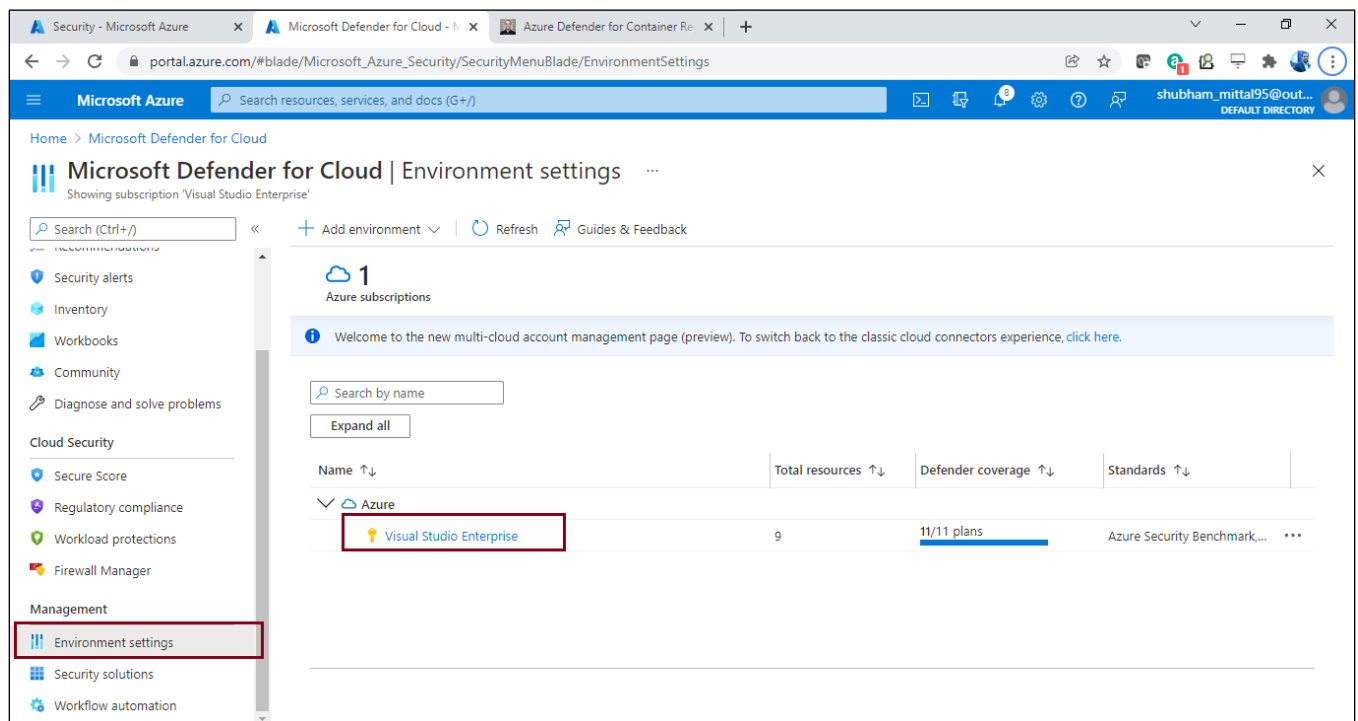 Security - Microsoft Azure
Microsoft Defender for Cloud - M
Azure Defender for Container Re
portal.azure.com/#blade/Microsoft_Azure_Security/SecurityMenuBlade/EnvironmentSettings
1
Microsoft Azure
Search resources, services, and docs (G+/)
8
shubham_mittal95@out...
DEFAULT DIRECTORY
Home > Microsoft Defender for Cloud
Microsoft Defender for Cloud | Environment settings ...
Showing subscription 'Visual Studio Enterprise'
Search (Ctrl+/)
«
Add environment
Refresh
Guides & Feedback
Recommendations
Security alerts
Inventory
Workbooks
Community
Diagnose and solve problems
Cloud Security
Secure Score
Regulatory compliance
Workload protections
Firewall Manager
Management
Environment settings
Security solutions
Workflow automation
1
Azure subscriptions
Welcome to the new multi-cloud account management page (preview). To switch back to the classic cloud connectors experience, click here.
Search by name
Expand all
Name ↑↓ Total resources ↑↓ Defender coverage ↑↓ Standards ↑↓
Azure
Visual Studio Enterprise 9 11/11 plans Azure Security Benchmark,... ...